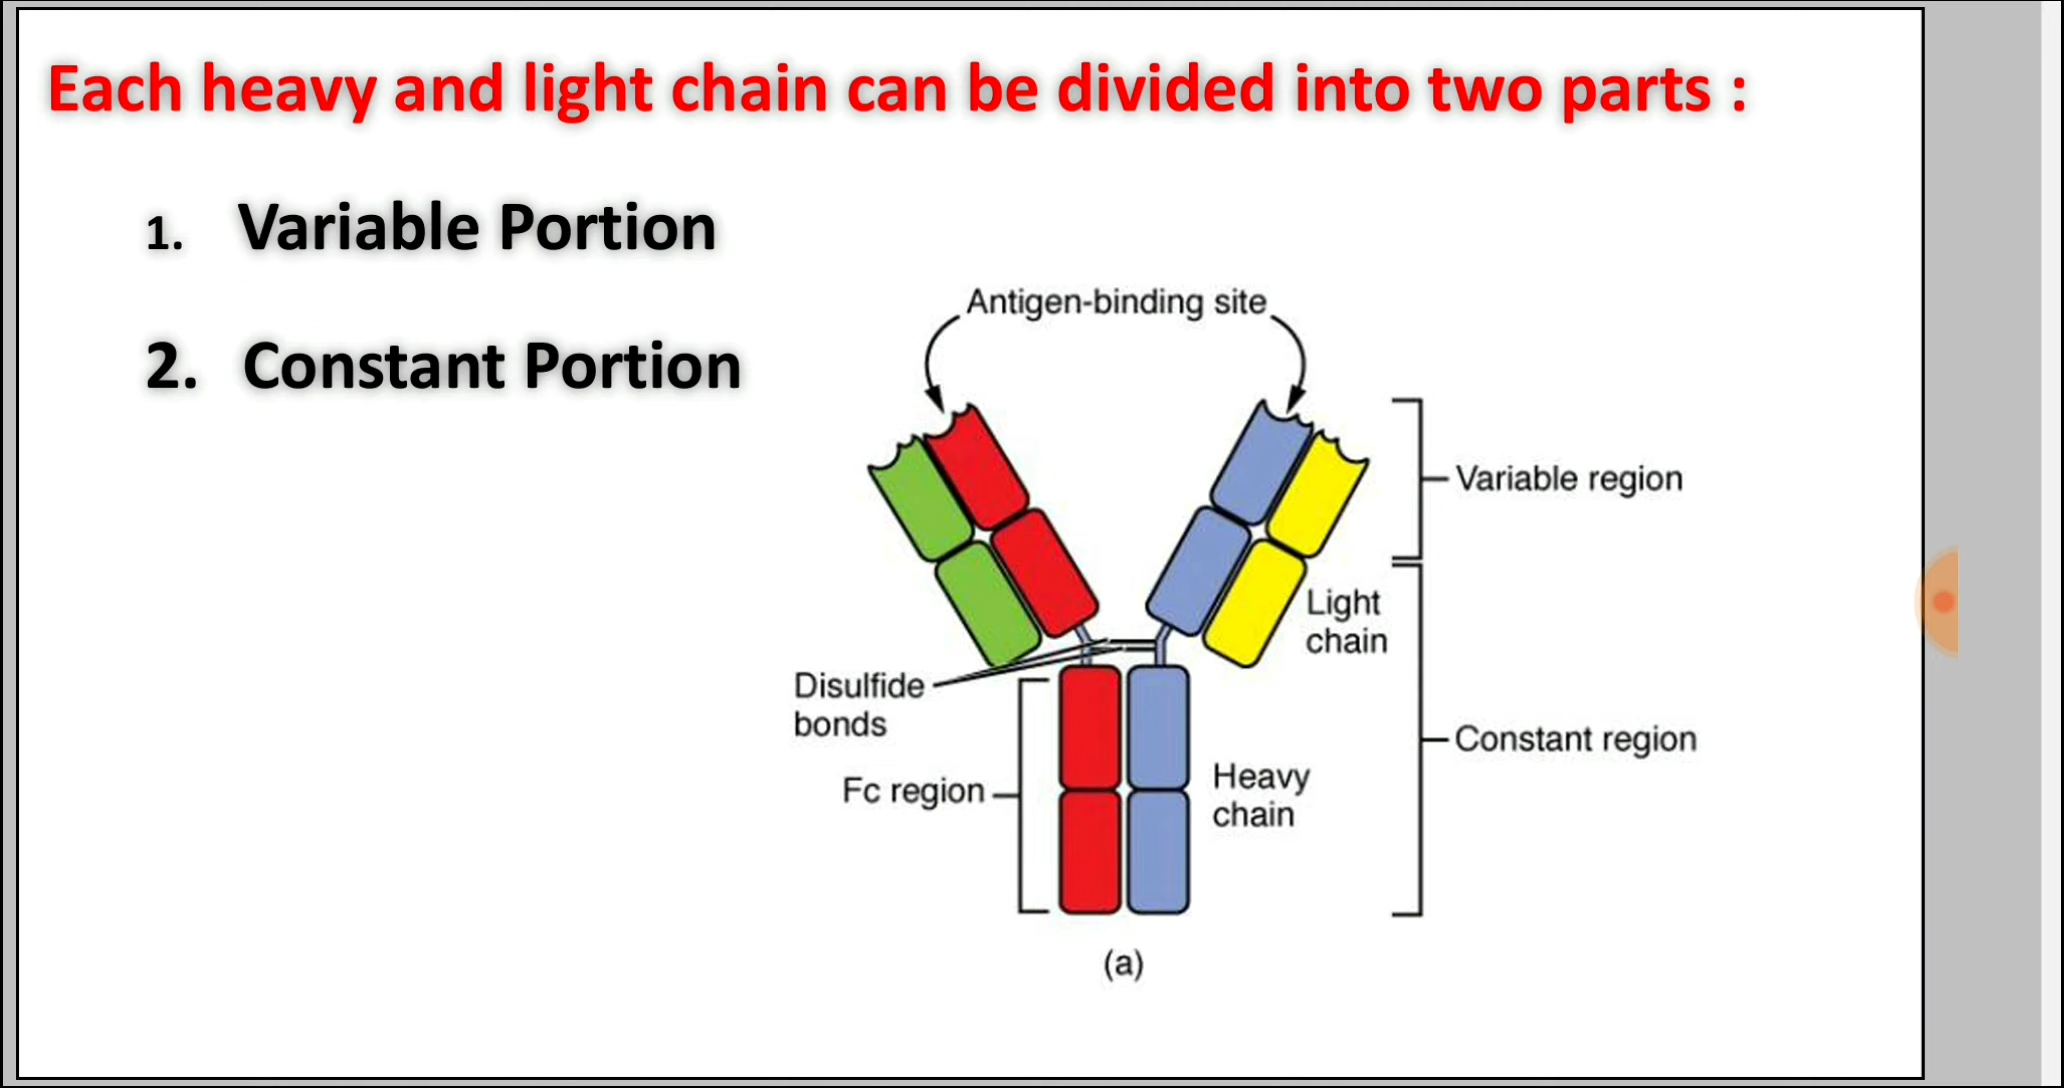 Each heavy and light chain can be divided into two parts :
1. Variable Portion
2. Constant Portion
Antigen-binding site
Variable region
Light
chain
Disulfide
bonds
Constant region
Fc region
Heavy
chain
(a)